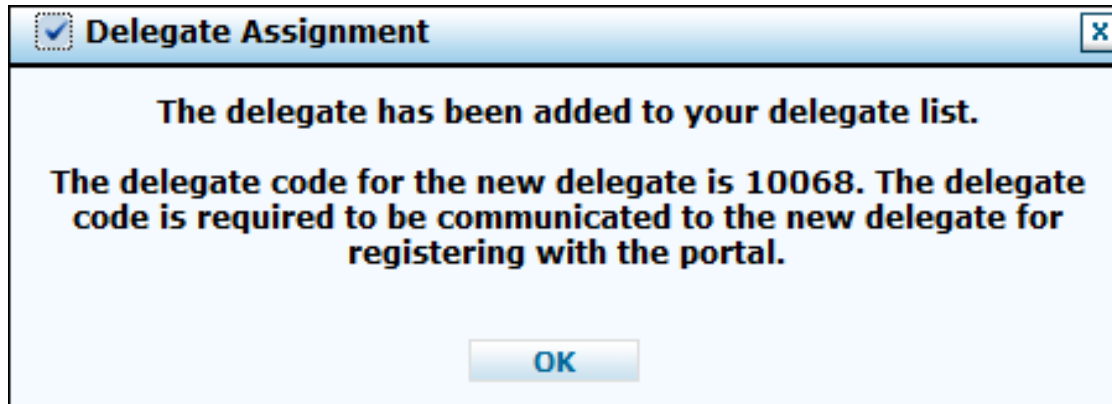 Delegate Assignment
The delegate has been added to your delegate list.
The delegate code for the new delegate is 10068. The delegate
code is required to be communicated to the new delegate for
registering with the portal.
OK